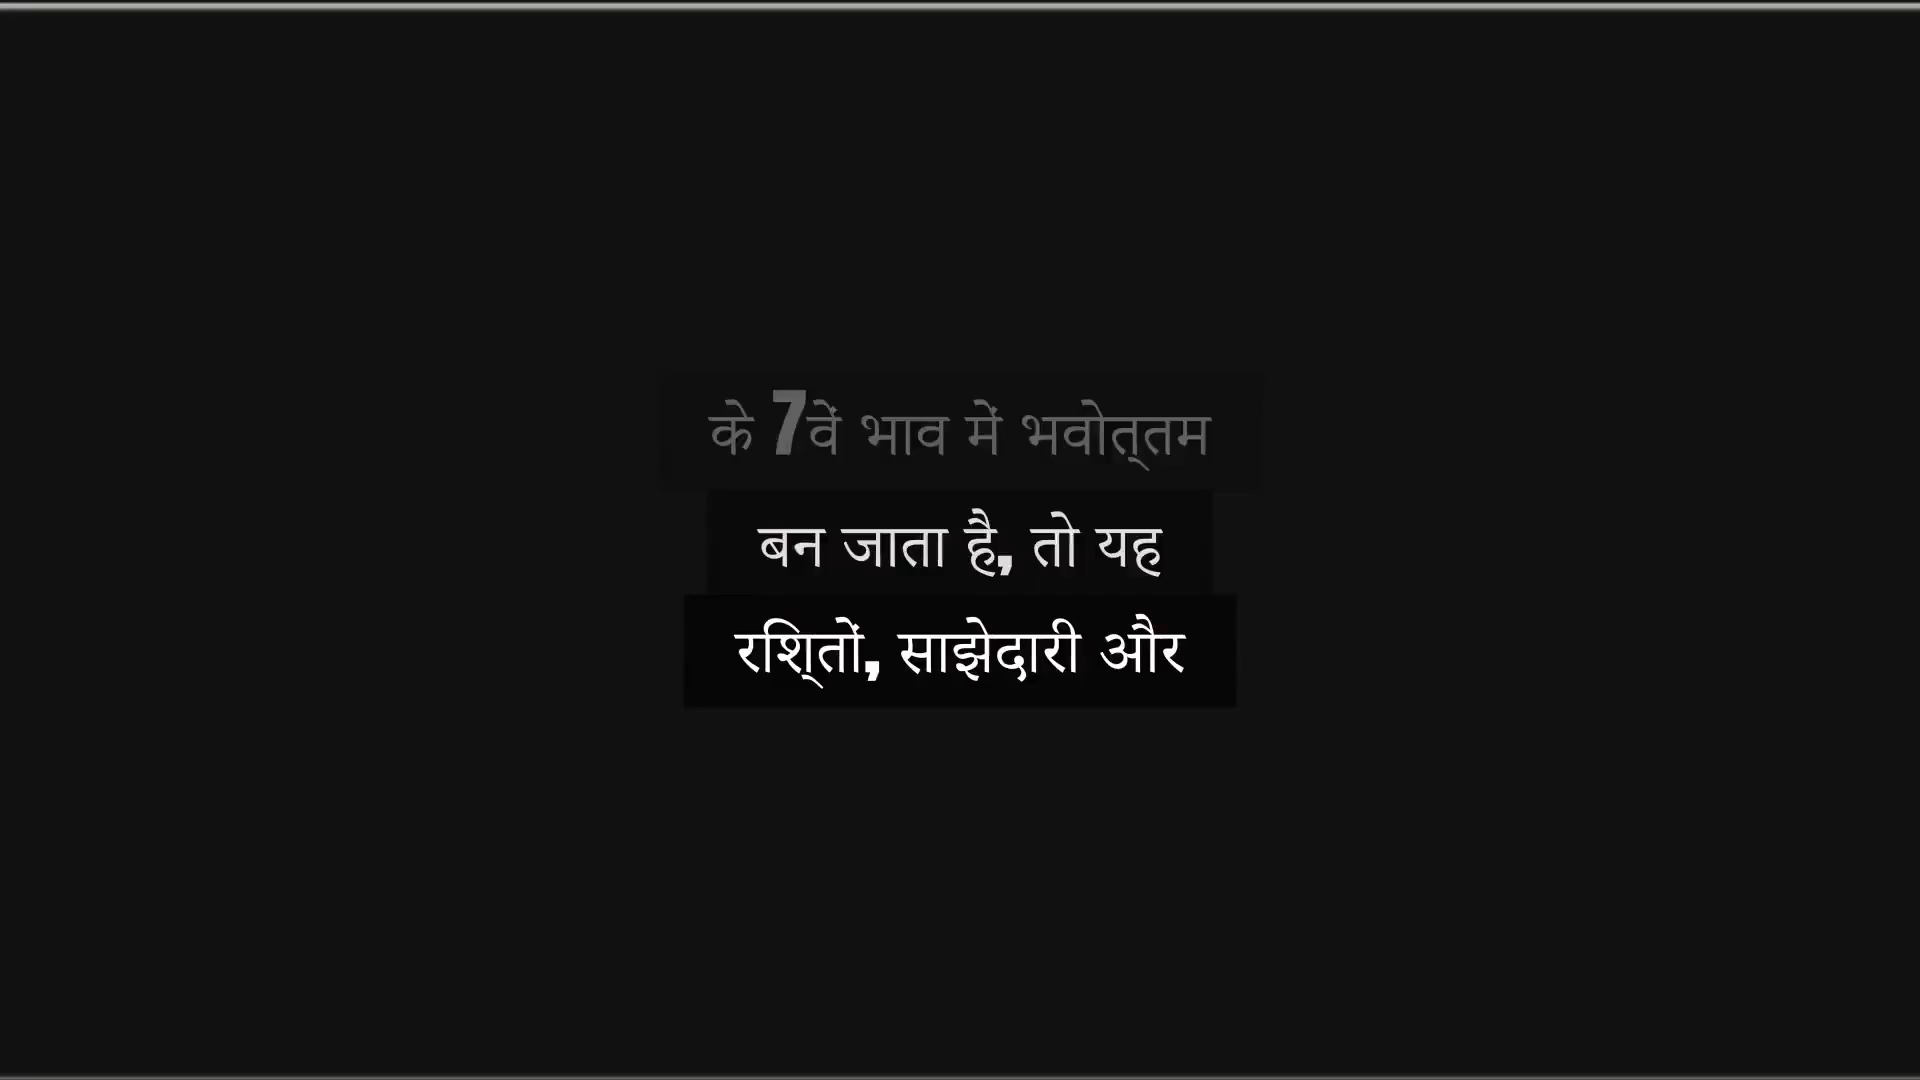 के 7वें भाव में भवोत्तम
बन जाता है, तो यह
रिश्तों, साझेदारी और